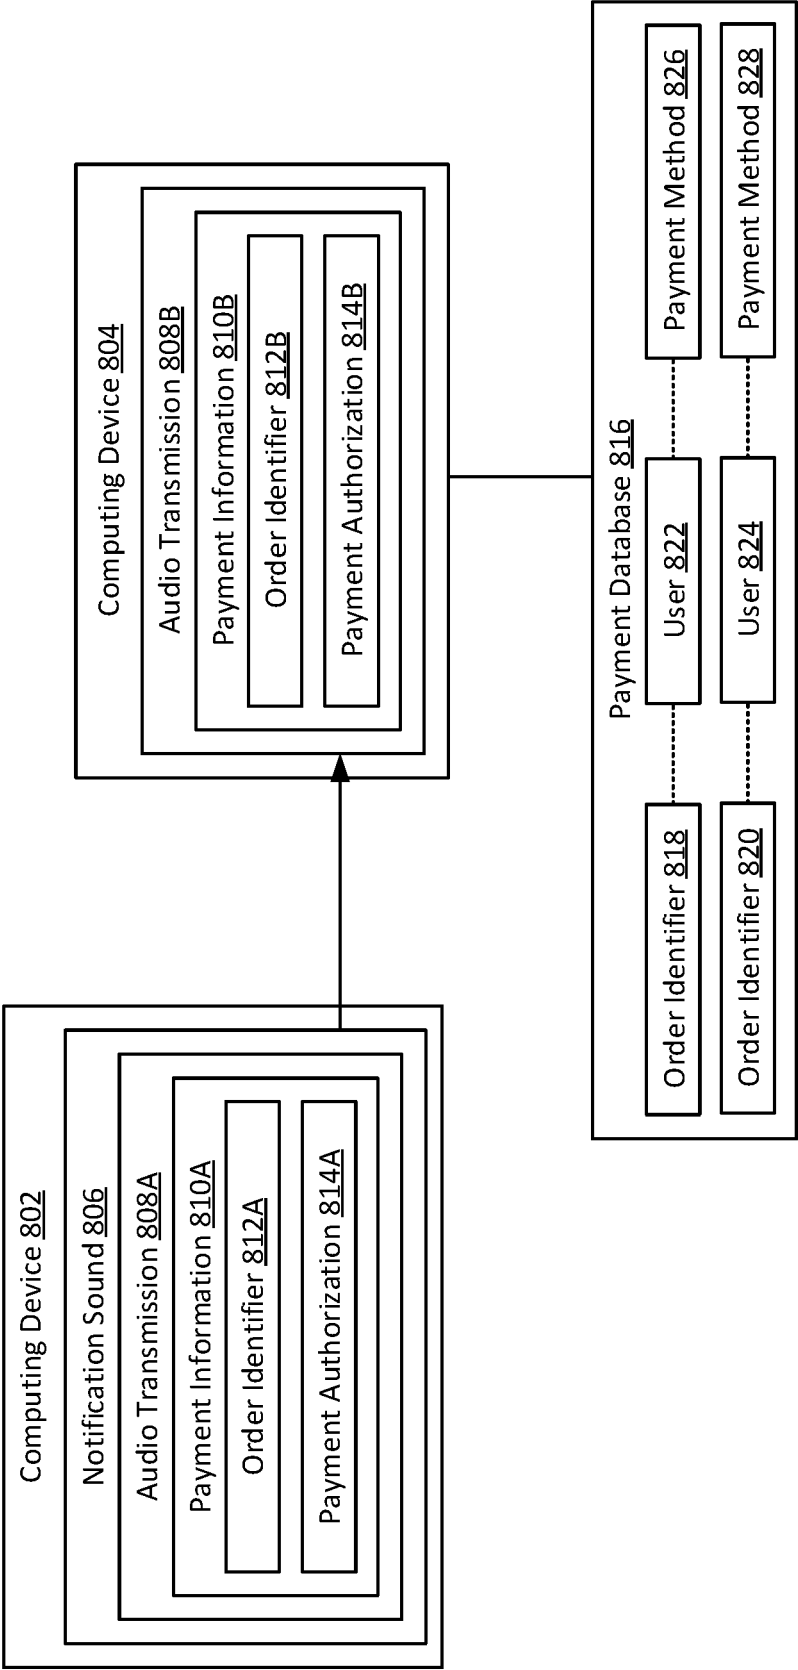 Computing Device 802
Notification Sound 806
Audio Transmission 808A
Payment Information 810A
Order Identifier 812A
Payment Authorization 814A
Computing Device 804
Audio Transmission 808B
Payment Information 810B
Order Identifier 812B
Payment Authorization 814B
Payment Database 816
Order Identifier 818
User 822
Payment Method 826
Order Identifier 820
User 824
Payment Method 828